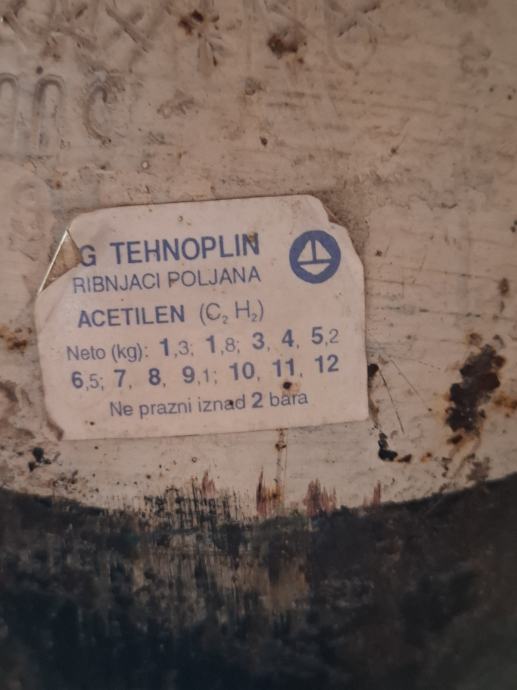 G TEHNOPLIN
RIBNJACI POLJANA
ACETILEN (C₂ H₂)
Neto (kg): 1,3; 1,8; 3, 4, 5,2
6,5; 7, 8, 9,1; 10, 11, 12
Ne prazni iznad 2 bara